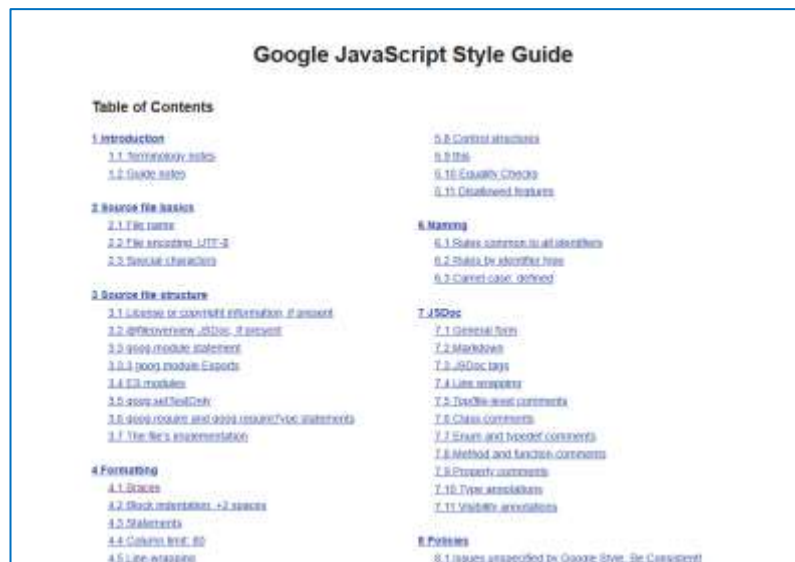 Google JavaScript Style Guide
Table of Contents
1 Introduction
1.1 Terminology notes
1.2 Guide notes
2 Source file basics
2.1 File name
2.2 File encoding: UTF-8
2.3 Special characters
3 Source file structure
3.1 License or copyright information, if present
3.2 @fileoverview JSDoc, if present
3.3 goog.module statement
3.3.3 goog.module Exports
3.4 ES modules
3.5 goog.setTestOnly
3.6 goog.require and goog.requireType statements
3.7 The file's implementation
4 Formatting
4.1 Braces
4.2 Block indentation: +2 spaces
4.3 Statements
4.4 Column limit: 80
4.5 Line-wrapping
5.8 Control structures
5.9 this
5.10 Equality Checks
5.11 Disallowed features
6 Naming
6.1 Rules common to all identifiers
6.2 Rules by identifier type
6.3 Camel case: defined
7 JSDoc
7.1 General form
7.2 Markdown
7.3 JSDoc tags
7.4 Line wrapping
7.5 Top/file-level comments
7.6 Class comments
7.7 Enum and typedef comments
7.8 Method and function comments
7.9 Property comments
7.10 Type annotations
7.11 Visibility annotations
8 Policies
8.1 Issues unspecified by Google Style: Be Consistent!